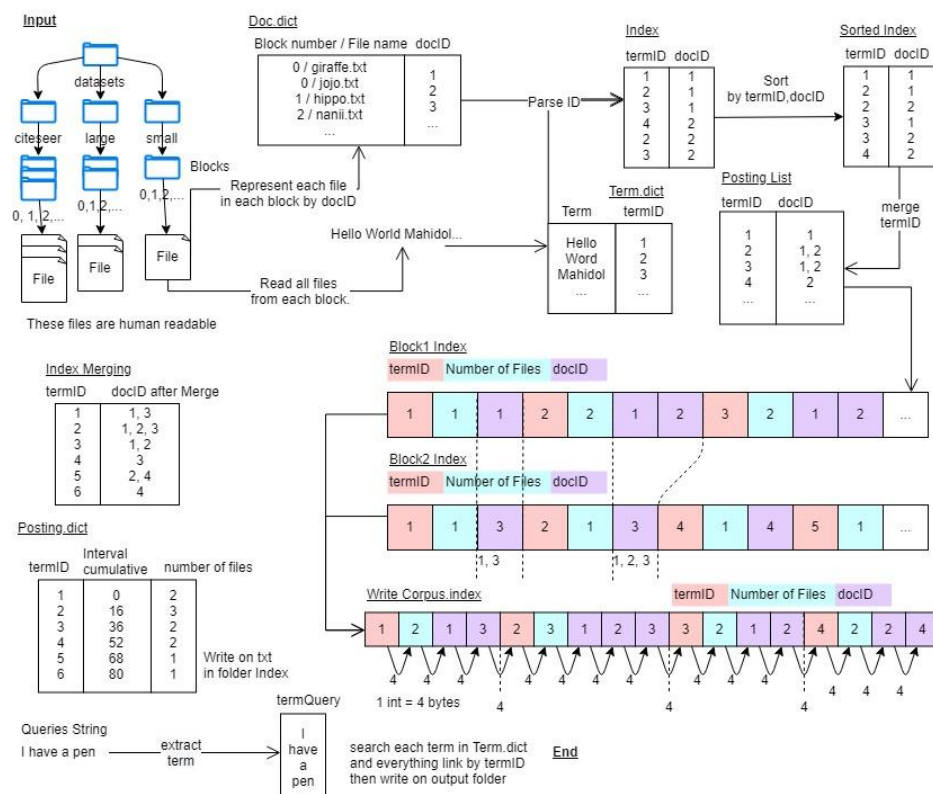 Input
datasets
citeseer
large
small
Blocks
0, 1, 2,...
0,1,2,...
0,1,2,...
File
File
File
These files are human readable
Doc.dict
Block number / File name
docID
0 / giraffe.txt
0 / jojo.txt
1 / hippo.txt
2 / nanii.txt
...
1
2
3
...
Represent each file
in each block by docID
Hello World Mahidol...
Read all files
from each block.
Parse ID
Term.dict
Term
termID
Hello
Word
Mahidol
...
1
2
3
...
Index
termID
docID
1
2
3
4
2
3
1
1
1
2
2
2
Sort
by termID,docID
Sorted Index
termID
docID
1
2
2
3
3
4
1
1
2
1
2
2
merge
termID
Posting List
termID
docID
1
2
3
4
...
1
1, 2
1, 2
2
...
Index Merging
termID
docID after Merge
1
2
3
4
5
6
1, 3
1, 2, 3
1, 2
3
2, 4
4
Block1 Index
termID Number of Files docID
1 1 1 2 2 1 2 3 2 1 2 ...
Block2 Index
termID Number of Files docID
1 1 3 2 1 3 4 1 4 5 1 ...
1, 3
1, 2, 3
Write Corpus.index
termID Number of Files docID
1 2 1 3 2 3 1 2 3 3 2 1 2 4 2 2 4
4 4 4 4 4 4 4 4 4 4 4 4 4 4 4 4
1 int = 4 bytes
Posting.dict
termID
Interval
cumulative
number of files
1 0 2
2 16 3
3 36 2
4 52 2
5 68 1
6 80 1
Write on txt
in folder Index
Queries String
I have a pen
extract
term
termQuery
I
have
a
pen
search each term in Term.dict
and everything link by termID
then write on output folder
End